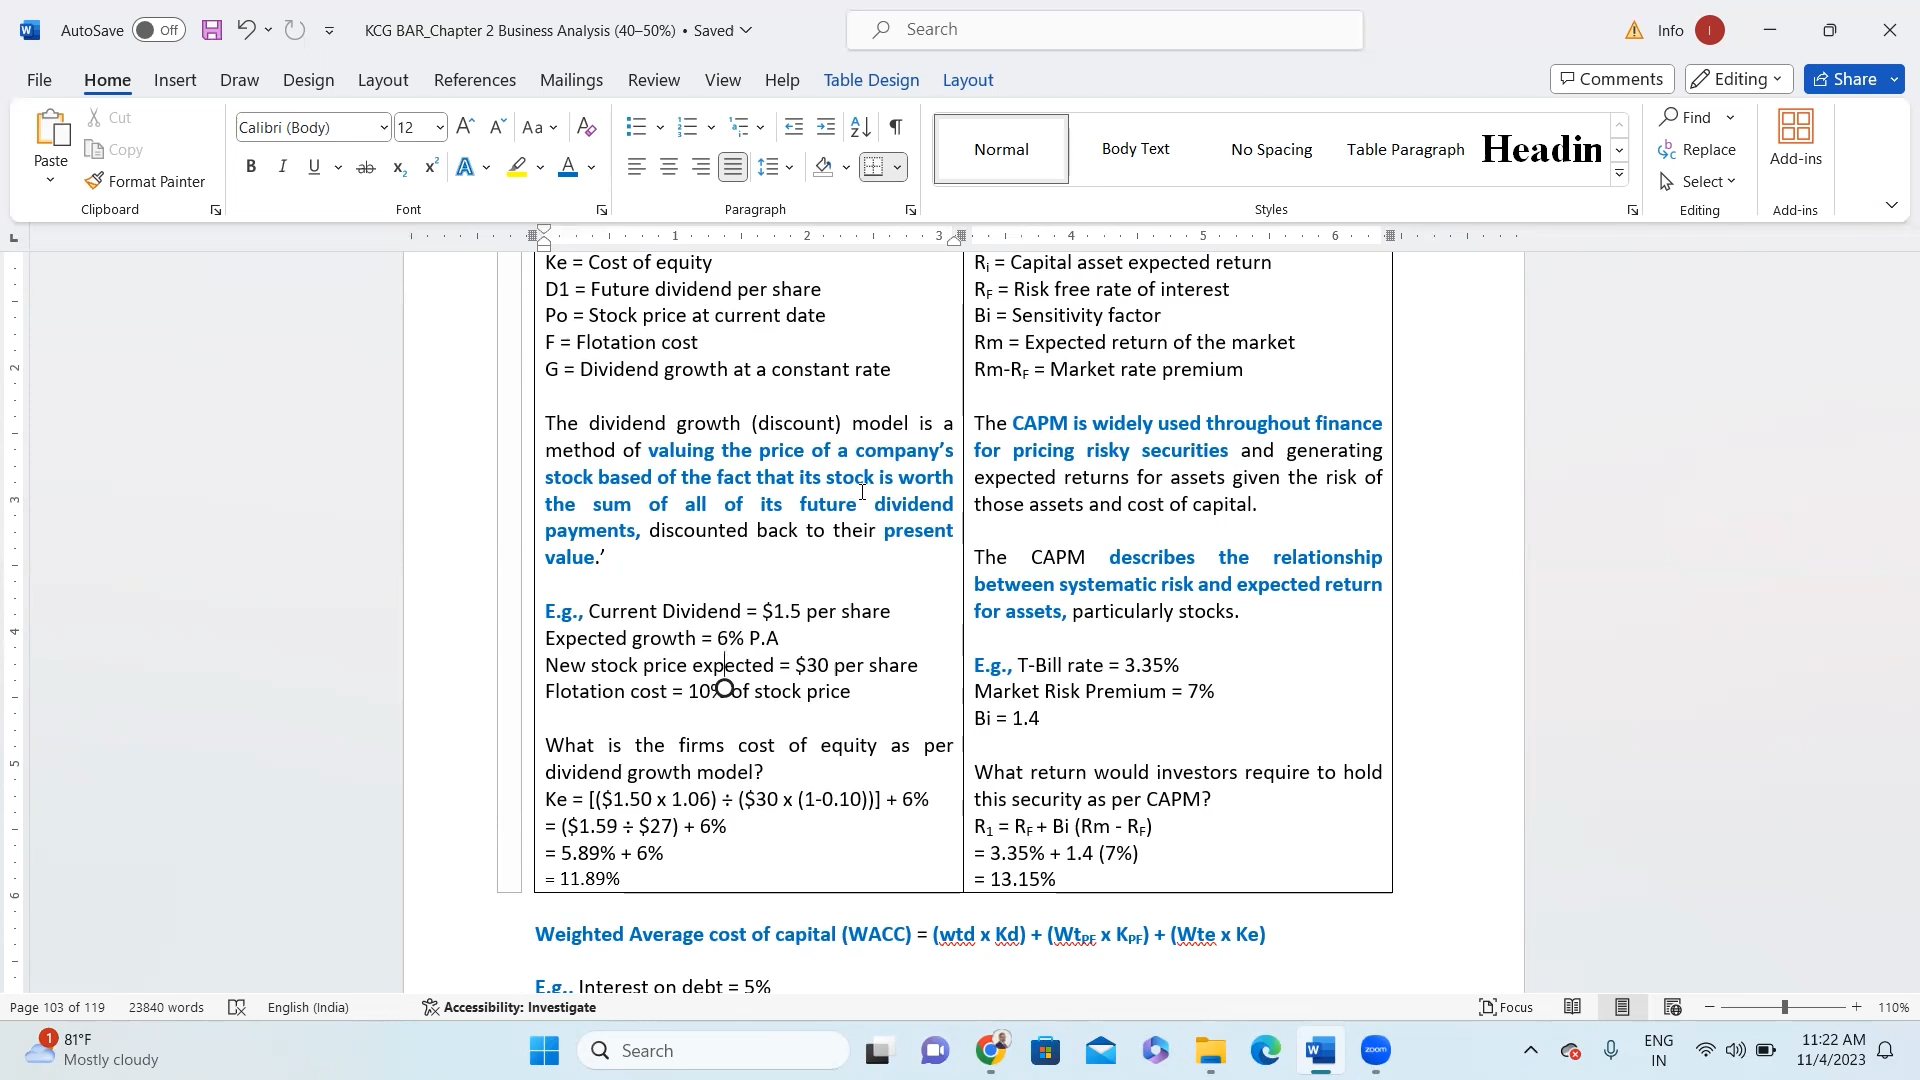 AutoSave Off KCG BAR_Chapter 2 Business Analysis (40–50%) • Saved Search Info I
File Home Insert Draw Design Layout References Mailings Review View Help Table Design Layout Comments Editing Share
Paste Cut
Copy
Format Painter
Calibri (Body) 12
Normal Body Text No Spacing Table Paragraph Headin
Find
Replace
Select
Add-ins
Clipboard Font Paragraph Styles Editing Add-ins
1 2 3 4 5 6
Ke = Cost of equity
D1 = Future dividend per share
Po = Stock price at current date
F = Flotation cost
G = Dividend growth at a constant rate
The dividend growth (discount) model is a
method of valuing the price of a company’s
stock based of the fact that its stock is worth
the sum of all of its future dividend
payments, discounted back to their present
value.’
E.g., Current Dividend = $1.5 per share
Expected growth = 6% P.A
New stock price expected = $30 per share
Flotation cost = 10% of stock price
What is the firms cost of equity as per
dividend growth model?
Ke = [($1.50 x 1.06) ÷ ($30 x (1-0.10))] + 6%
= ($1.59 ÷ $27) + 6%
= 5.89% + 6%
= 11.89%
Ri = Capital asset expected return
RF = Risk free rate of interest
Bi = Sensitivity factor
Rm = Expected return of the market
Rm-RF = Market rate premium
The CAPM is widely used throughout finance
for pricing risky securities and generating
expected returns for assets given the risk of
those assets and cost of capital.
The CAPM describes the relationship
between systematic risk and expected return
for assets, particularly stocks.
E.g., T-Bill rate = 3.35%
Market Risk Premium = 7%
Bi = 1.4
What return would investors require to hold
this security as per CAPM?
R1 = RF + Bi (Rm - RF)
= 3.35% + 1.4 (7%)
= 13.15%
Weighted Average cost of capital (WACC) = (wtd x Kd) + (WtPF x KPF) + (Wte x Ke)
E.g., Interest on debt = 5%
2
3
4
5
6
Page 103 of 119 23840 words English (India) Accessibility: Investigate Focus 110%
1 81°F
Mostly cloudy
Search
zoom
ENG
IN
11:22 AM
11/4/2023